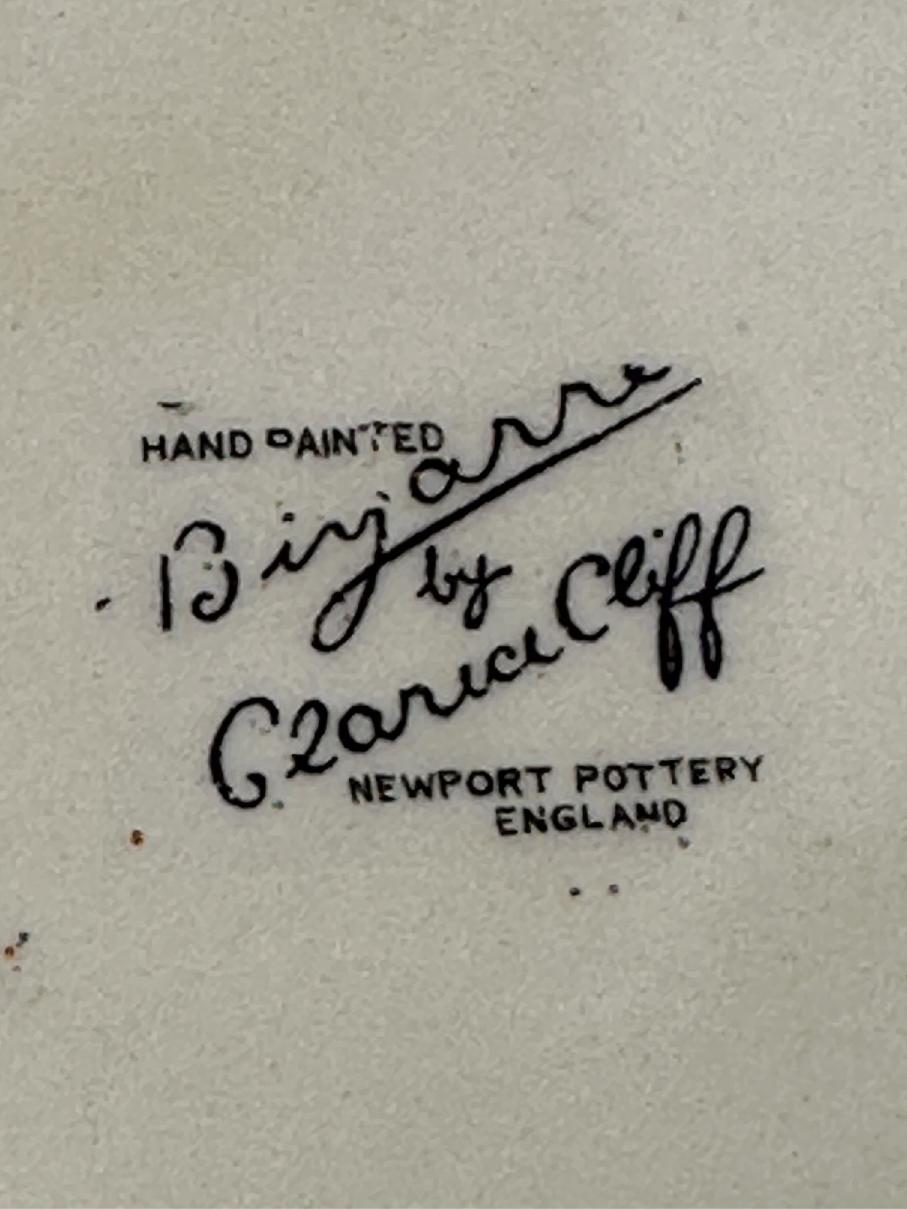 HAND PAINTED
Bizarre
by
Clarice Cliff
NEWPORT POTTERY
ENGLAND